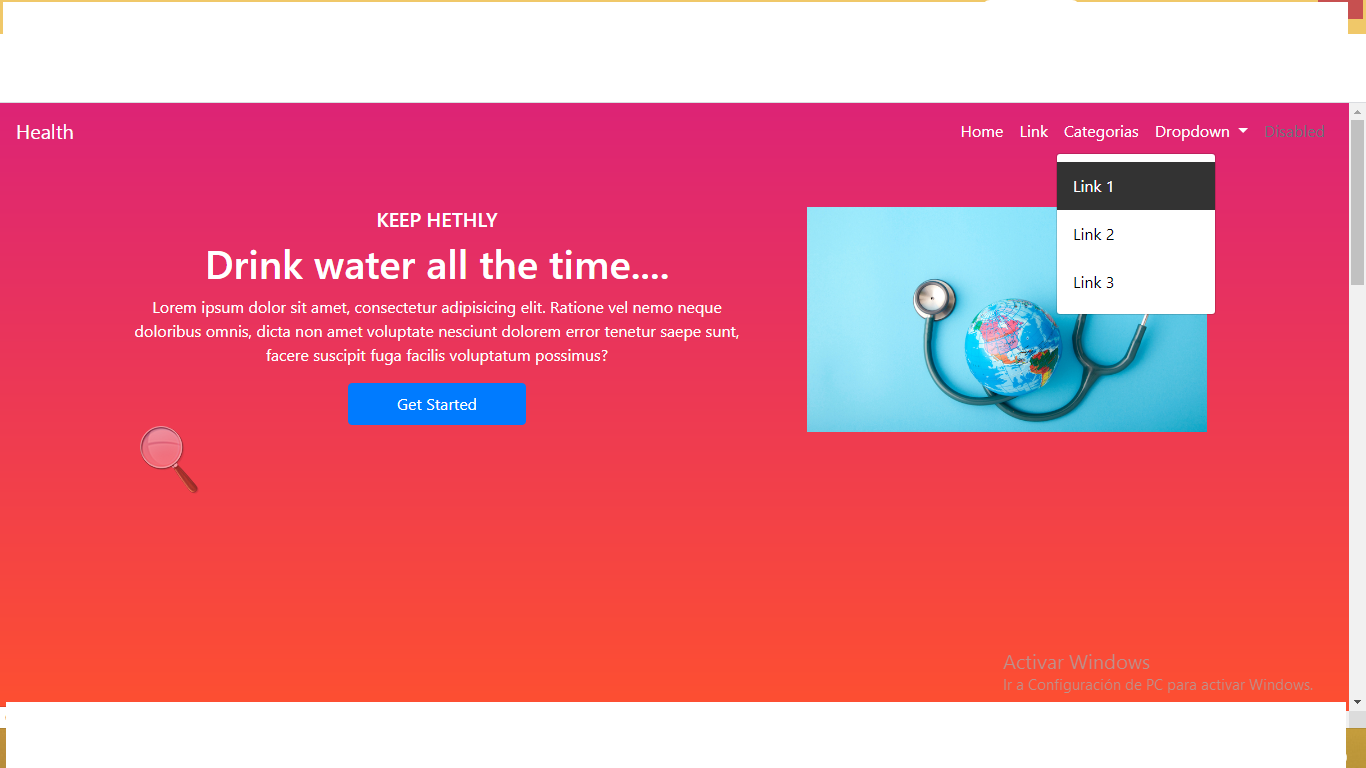 Health
Home Link Categorias Dropdown Disabled
Link 1
Link 2
Link 3
KEEP HETHLY
Drink water all the time....
Lorem ipsum dolor sit amet, consectetur adipisicing elit. Ratione vel nemo neque
doloribus omnis, dicta non amet voluptate nesciunt dolorem error tenetur saepe sunt,
facere suscipit fuga facilis voluptatum possimus?
Get Started
Activar Windows
Ir a Configuración de PC para activar Windows.